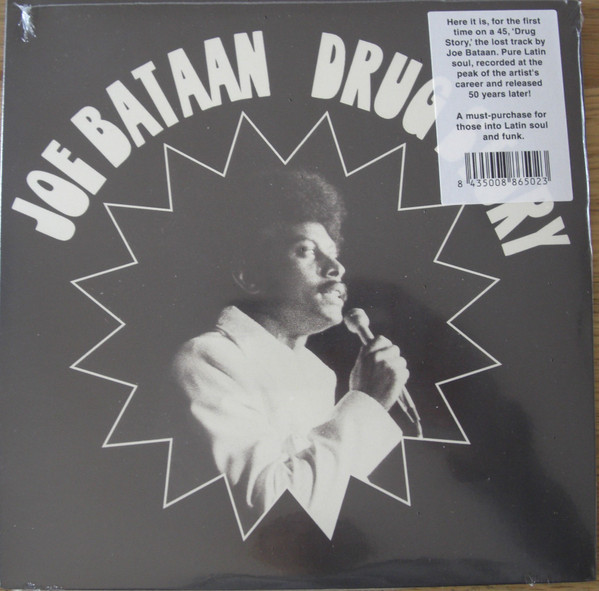 JOE BATAAN DRUG RY
Here it is, for the first
time on a 45, 'Drug
Story,' the lost track by
Joe Bataan. Pure Latin
soul, recorded at the
peak of the artist's
career and released
50 years later!
A must-purchase for
those into Latin soul
and funk.
8 435008 865023